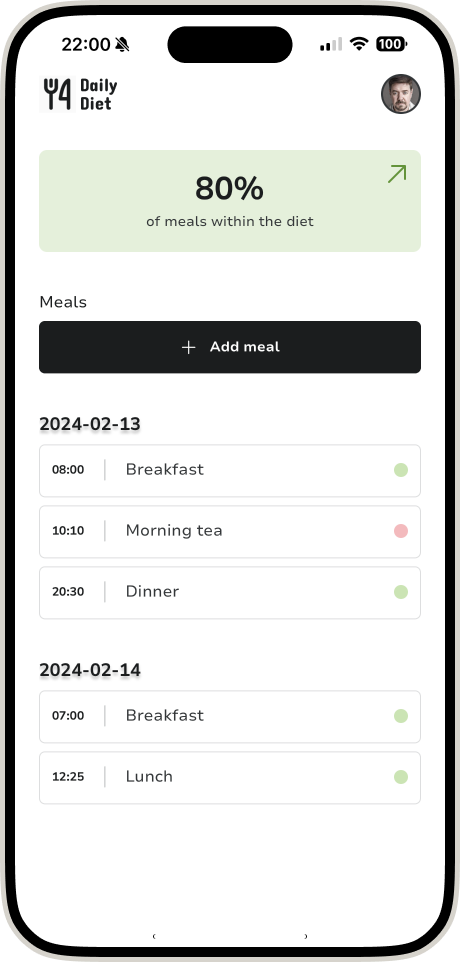 22:00
100
Daily
Diet
80%
of meals within the diet
Meals
+ Add meal
2024-02-13
08:00 Breakfast
10:10 Morning tea
20:30 Dinner
2024-02-14
07:00 Breakfast
12:25 Lunch
‹ ›